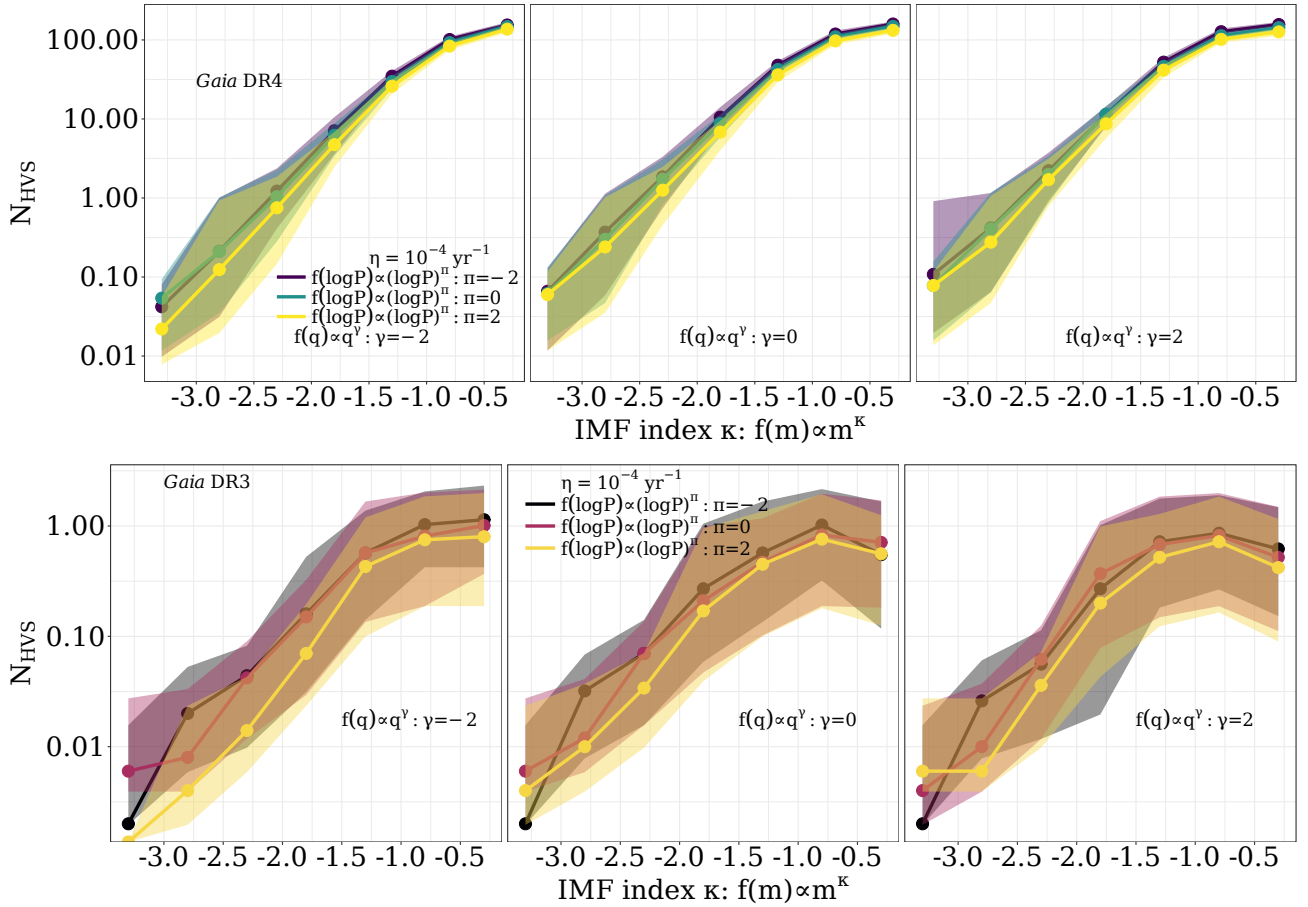 100.00
10.00
1.00
0.10
0.01
N_HVS
Gaia DR4
η = 10⁻⁴ yr⁻¹
f(logP)∝(logP)^π : π=−2
f(logP)∝(logP)^π : π=0
f(logP)∝(logP)^π : π=2
f(q)∝q^γ : γ=−2
f(q)∝q^γ : γ=0
f(q)∝q^γ : γ=2
-3.0 -2.5 -2.0 -1.5 -1.0 -0.5 -3.0 -2.5 -2.0 -1.5 -1.0 -0.5 -3.0 -2.5 -2.0 -1.5 -1.0 -0.5
IMF index κ: f(m)∝m^κ
1.00
0.10
0.01
N_HVS
Gaia DR3
η = 10⁻⁴ yr⁻¹
f(logP)∝(logP)^π : π=−2
f(logP)∝(logP)^π : π=0
f(logP)∝(logP)^π : π=2
f(q)∝q^γ : γ=−2
f(q)∝q^γ : γ=0
f(q)∝q^γ : γ=2
-3.0 -2.5 -2.0 -1.5 -1.0 -0.5 -3.0 -2.5 -2.0 -1.5 -1.0 -0.5 -3.0 -2.5 -2.0 -1.5 -1.0 -0.5
IMF index κ: f(m)∝m^κ